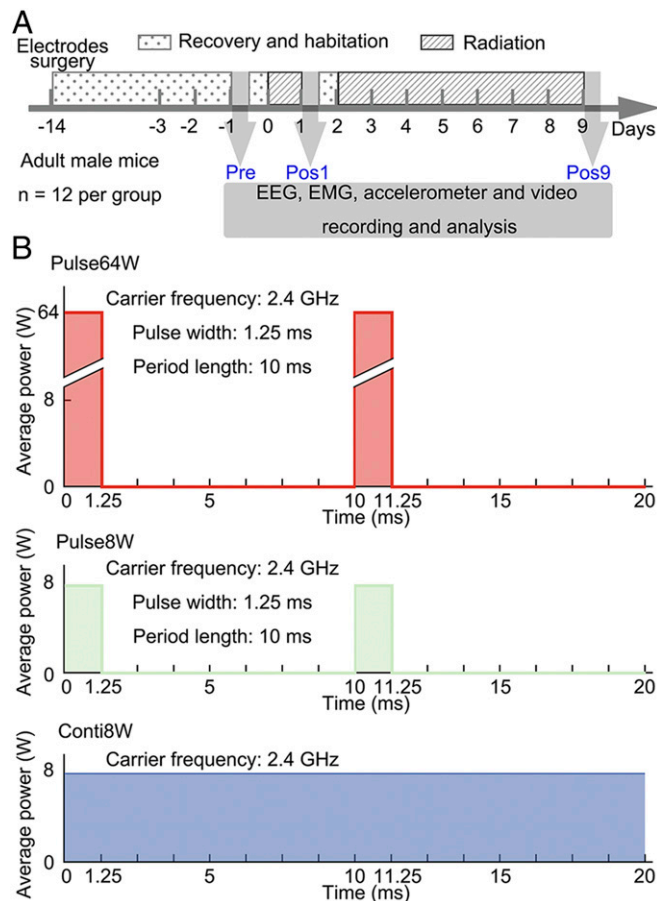 A
Electrodes surgery
Recovery and habitation
Radiation
-14 -3 -2 -1 0 1 2 3 4 5 6 7 8 9 Days
Adult male mice
n = 12 per group
Pre Pos1 Pos9
EEG, EMG, accelerometer and video
recording and analysis
B
Pulse64W
Average power (W)
64
8
0
Carrier frequency: 2.4 GHz
Pulse width: 1.25 ms
Period length: 10 ms
0 1.25 5 10 11.25 15 20
Time (ms)
Pulse8W
Average power (W)
8
0
Carrier frequency: 2.4 GHz
Pulse width: 1.25 ms
Period length: 10 ms
0 1.25 5 10 11.25 15 20
Time (ms)
Conti8W
Average power (W)
8
0
Carrier frequency: 2.4 GHz
0 1.25 5 10 11.25 15 20
Time (ms)